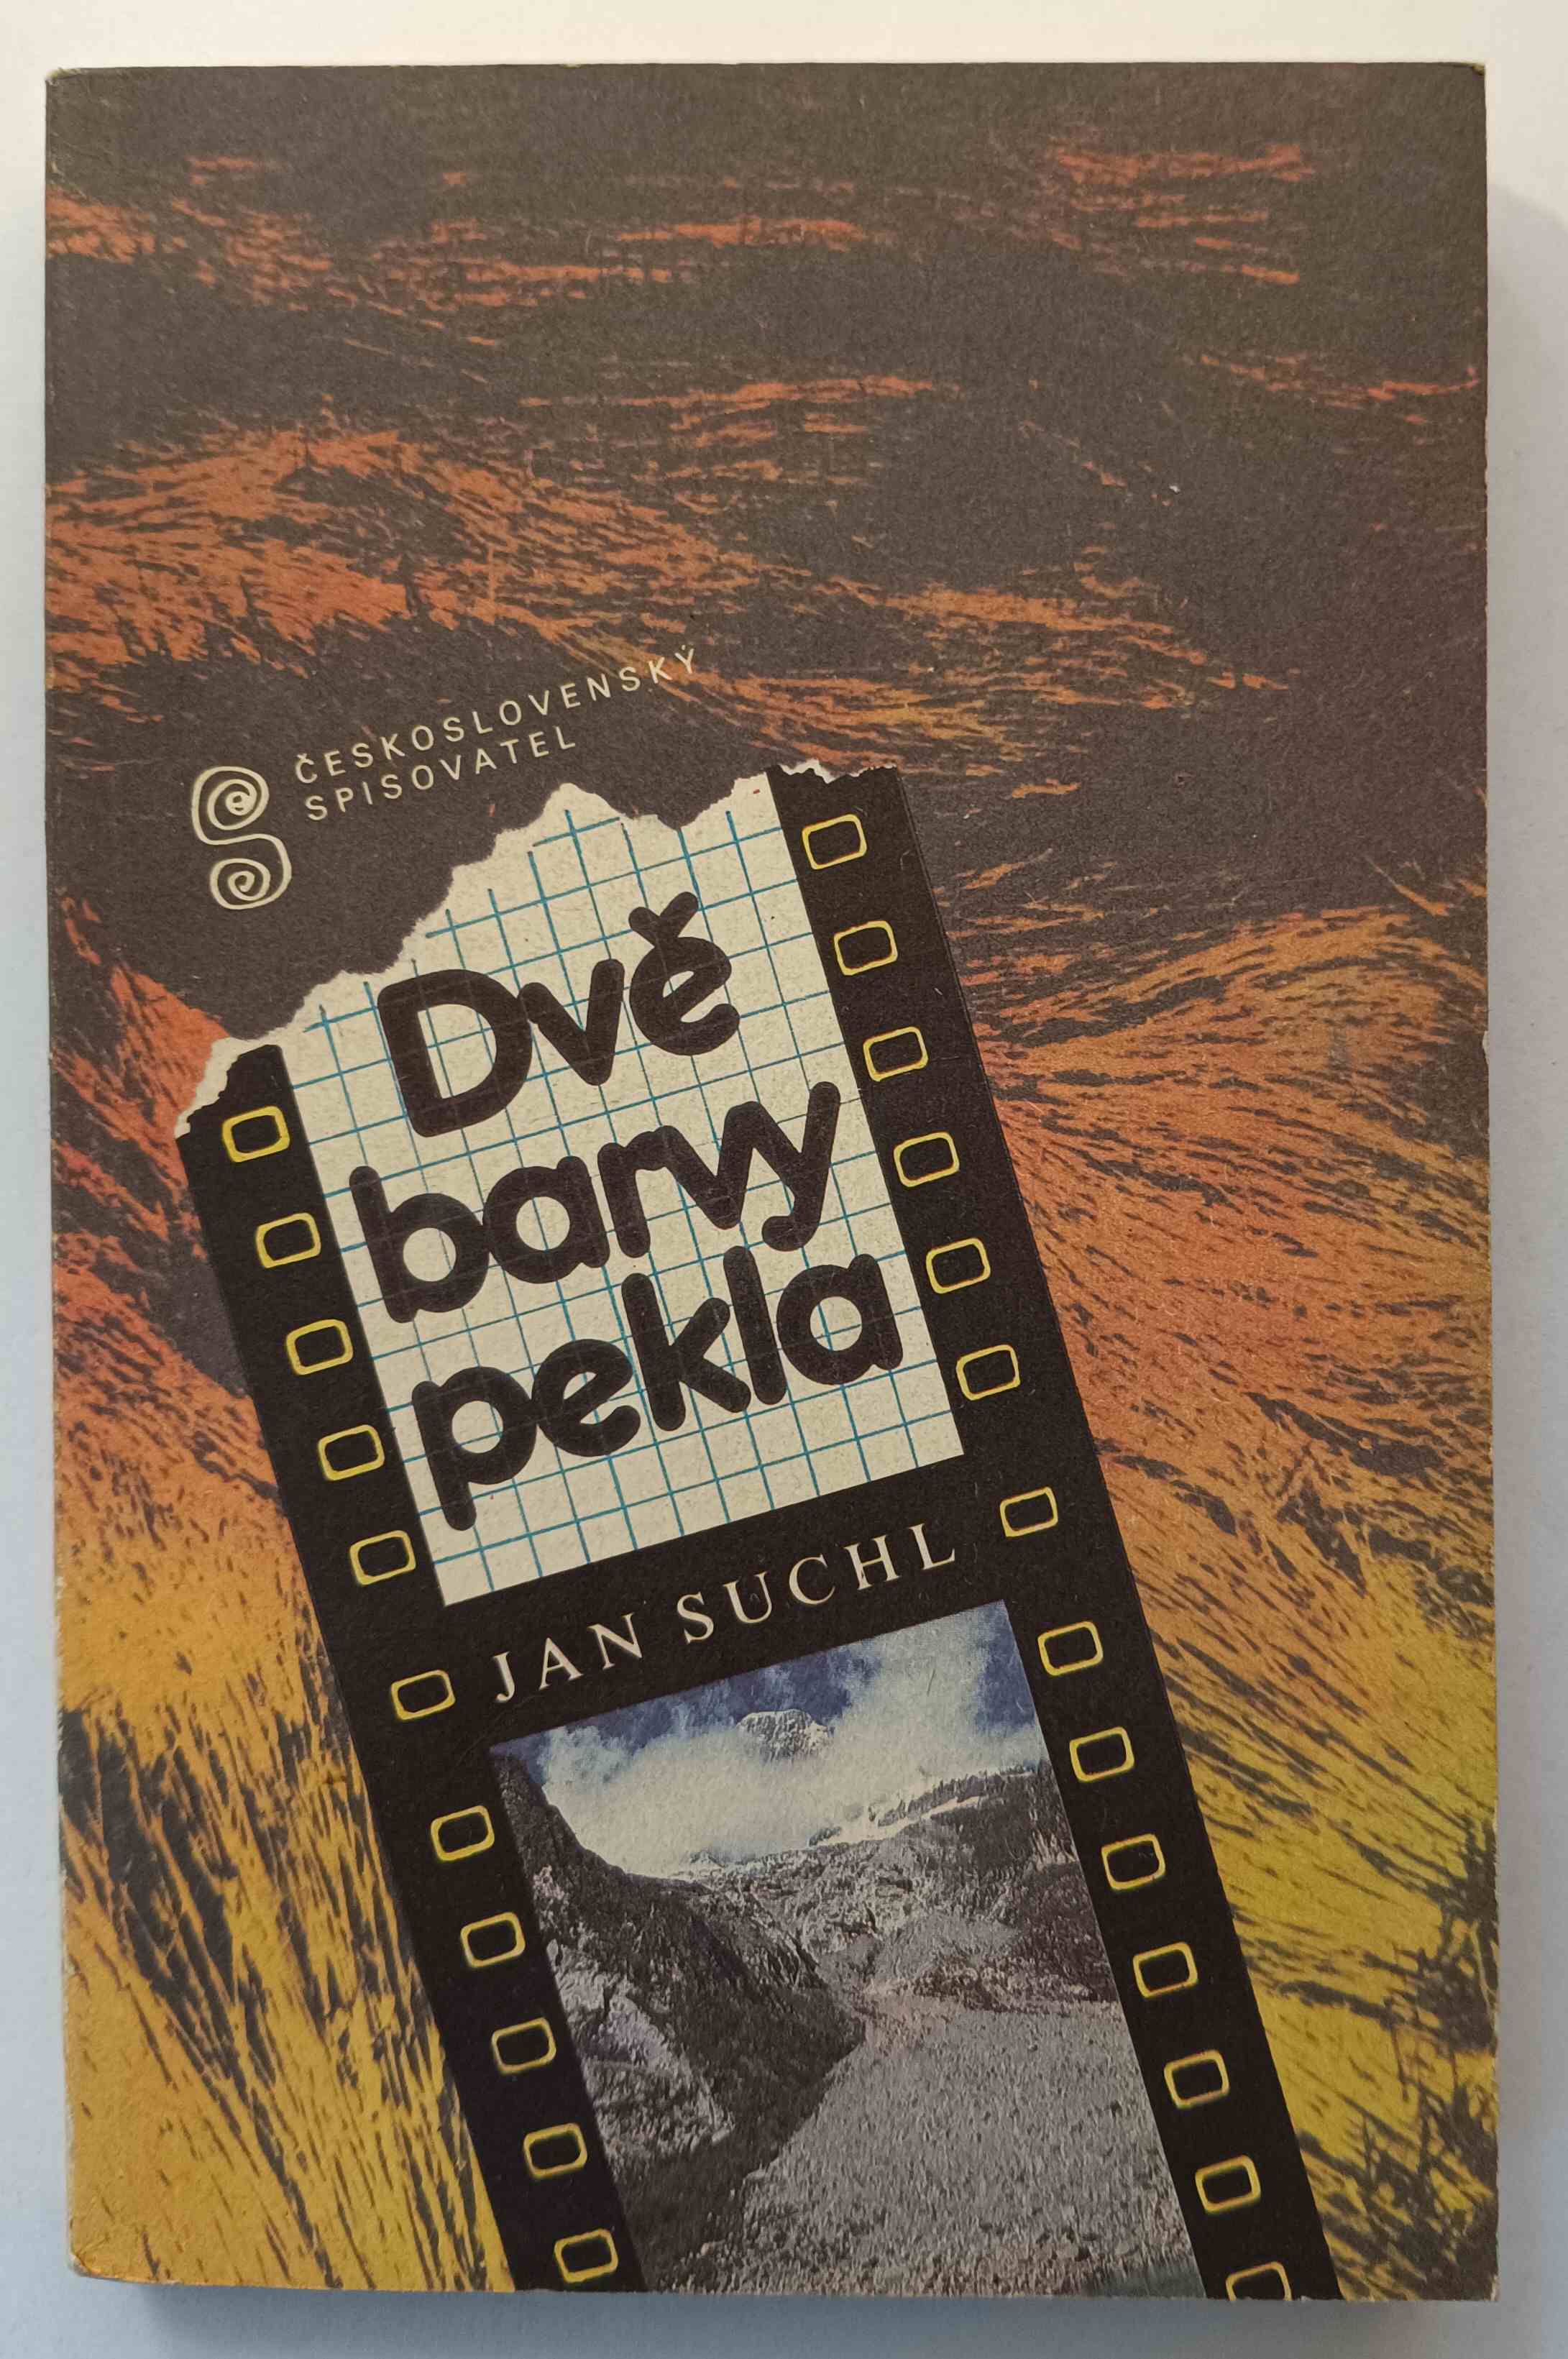 ČESKOSLOVENSKÝ
SPISOVATEL
Dvě
barvy
pekla
JAN SUCHL